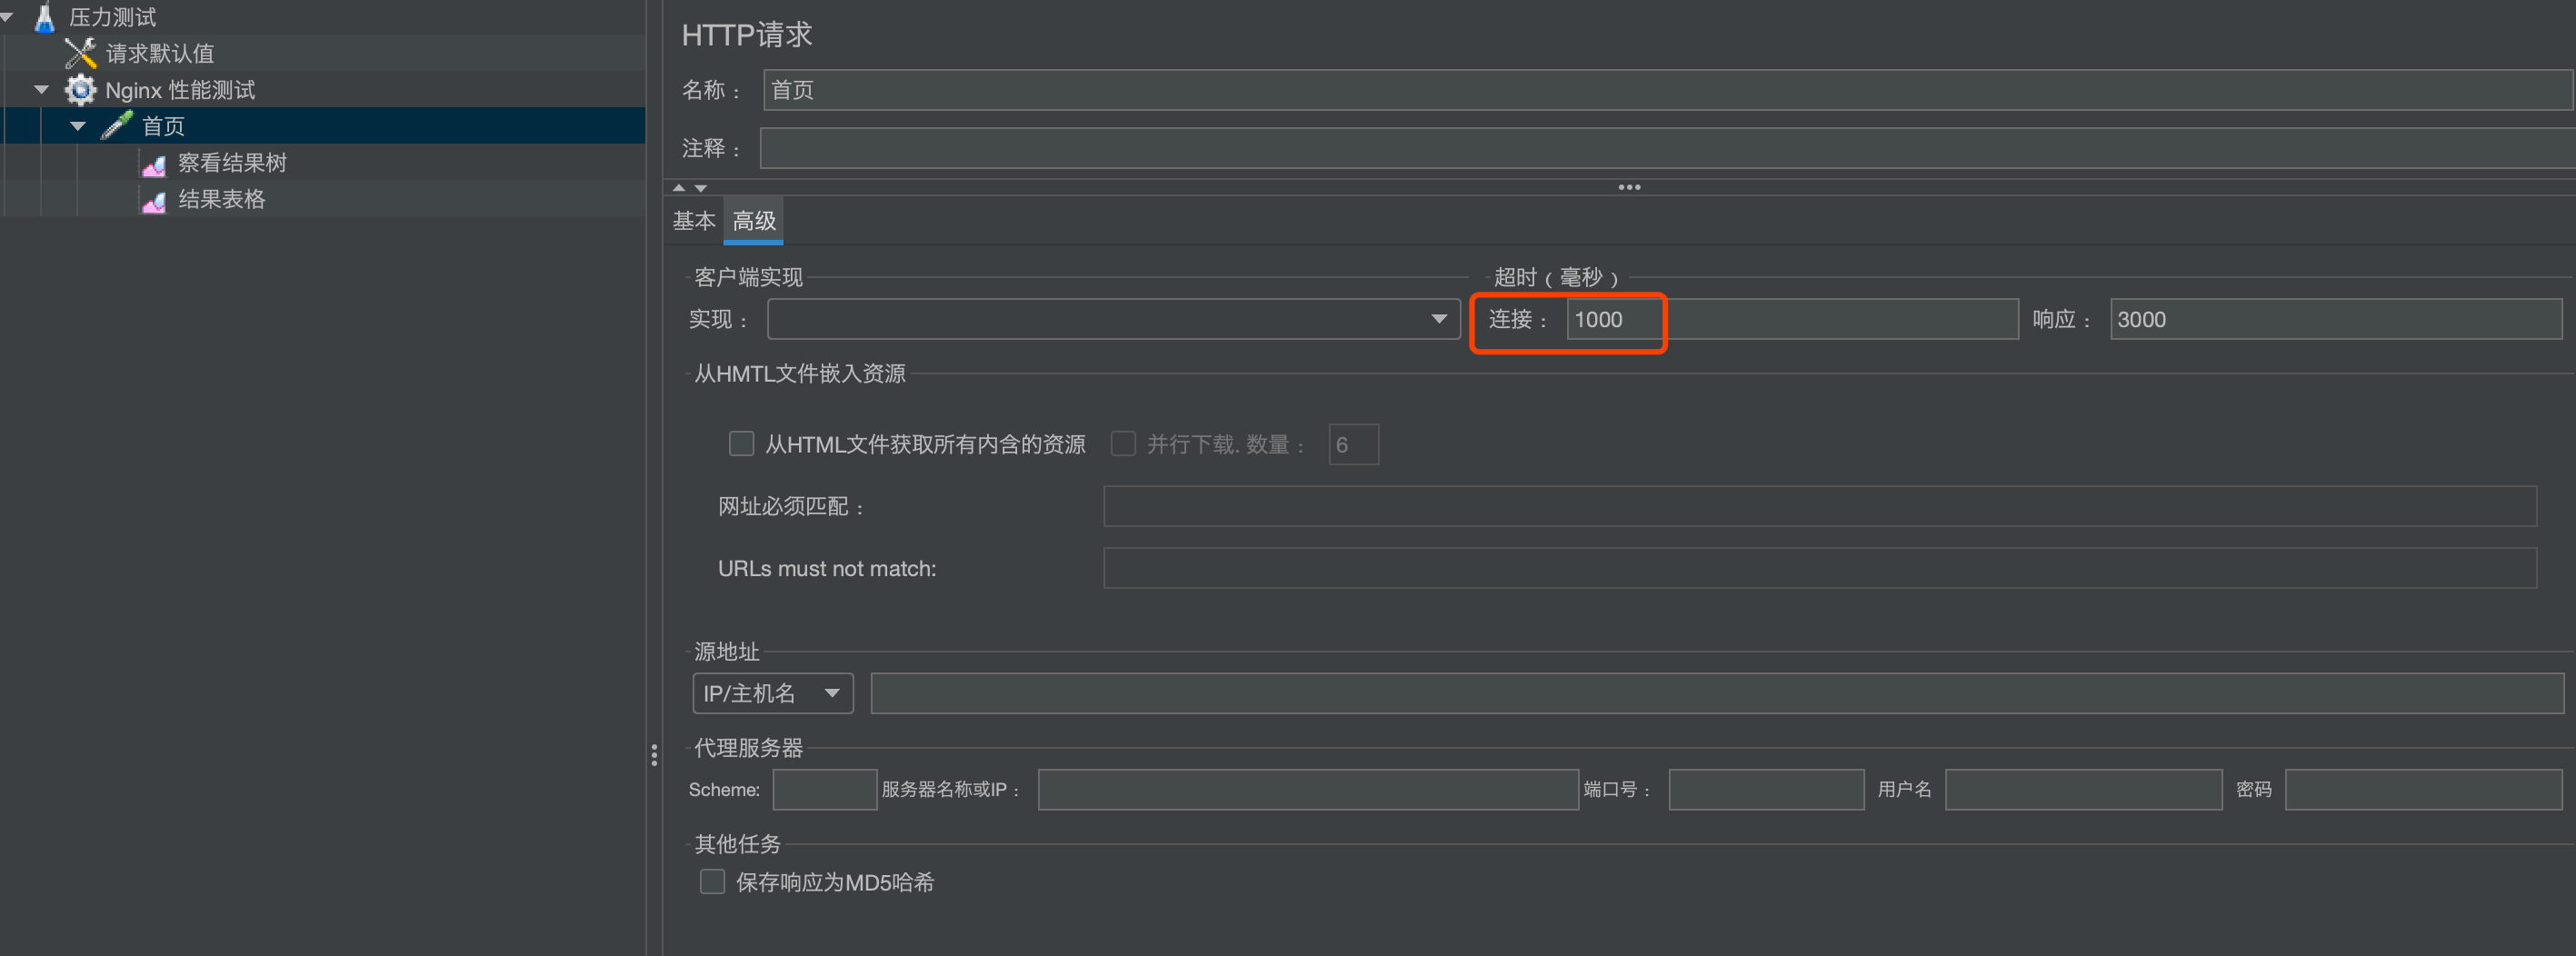 压力测试
请求默认值
Nginx 性能测试
首页
察看结果树
结果表格
HTTP请求
名称： 首页
注释：
基本 高级
客户端实现 超时（毫秒）
实现： 连接： 1000 响应： 3000
从HMTL文件嵌入资源
从HTML文件获取所有内含的资源 并行下载. 数量： 6
网址必须匹配：
URLs must not match:
源地址
IP/主机名
代理服务器
Scheme: 服务器名称或IP： 端口号： 用户名 密码
其他任务
保存响应为MD5哈希